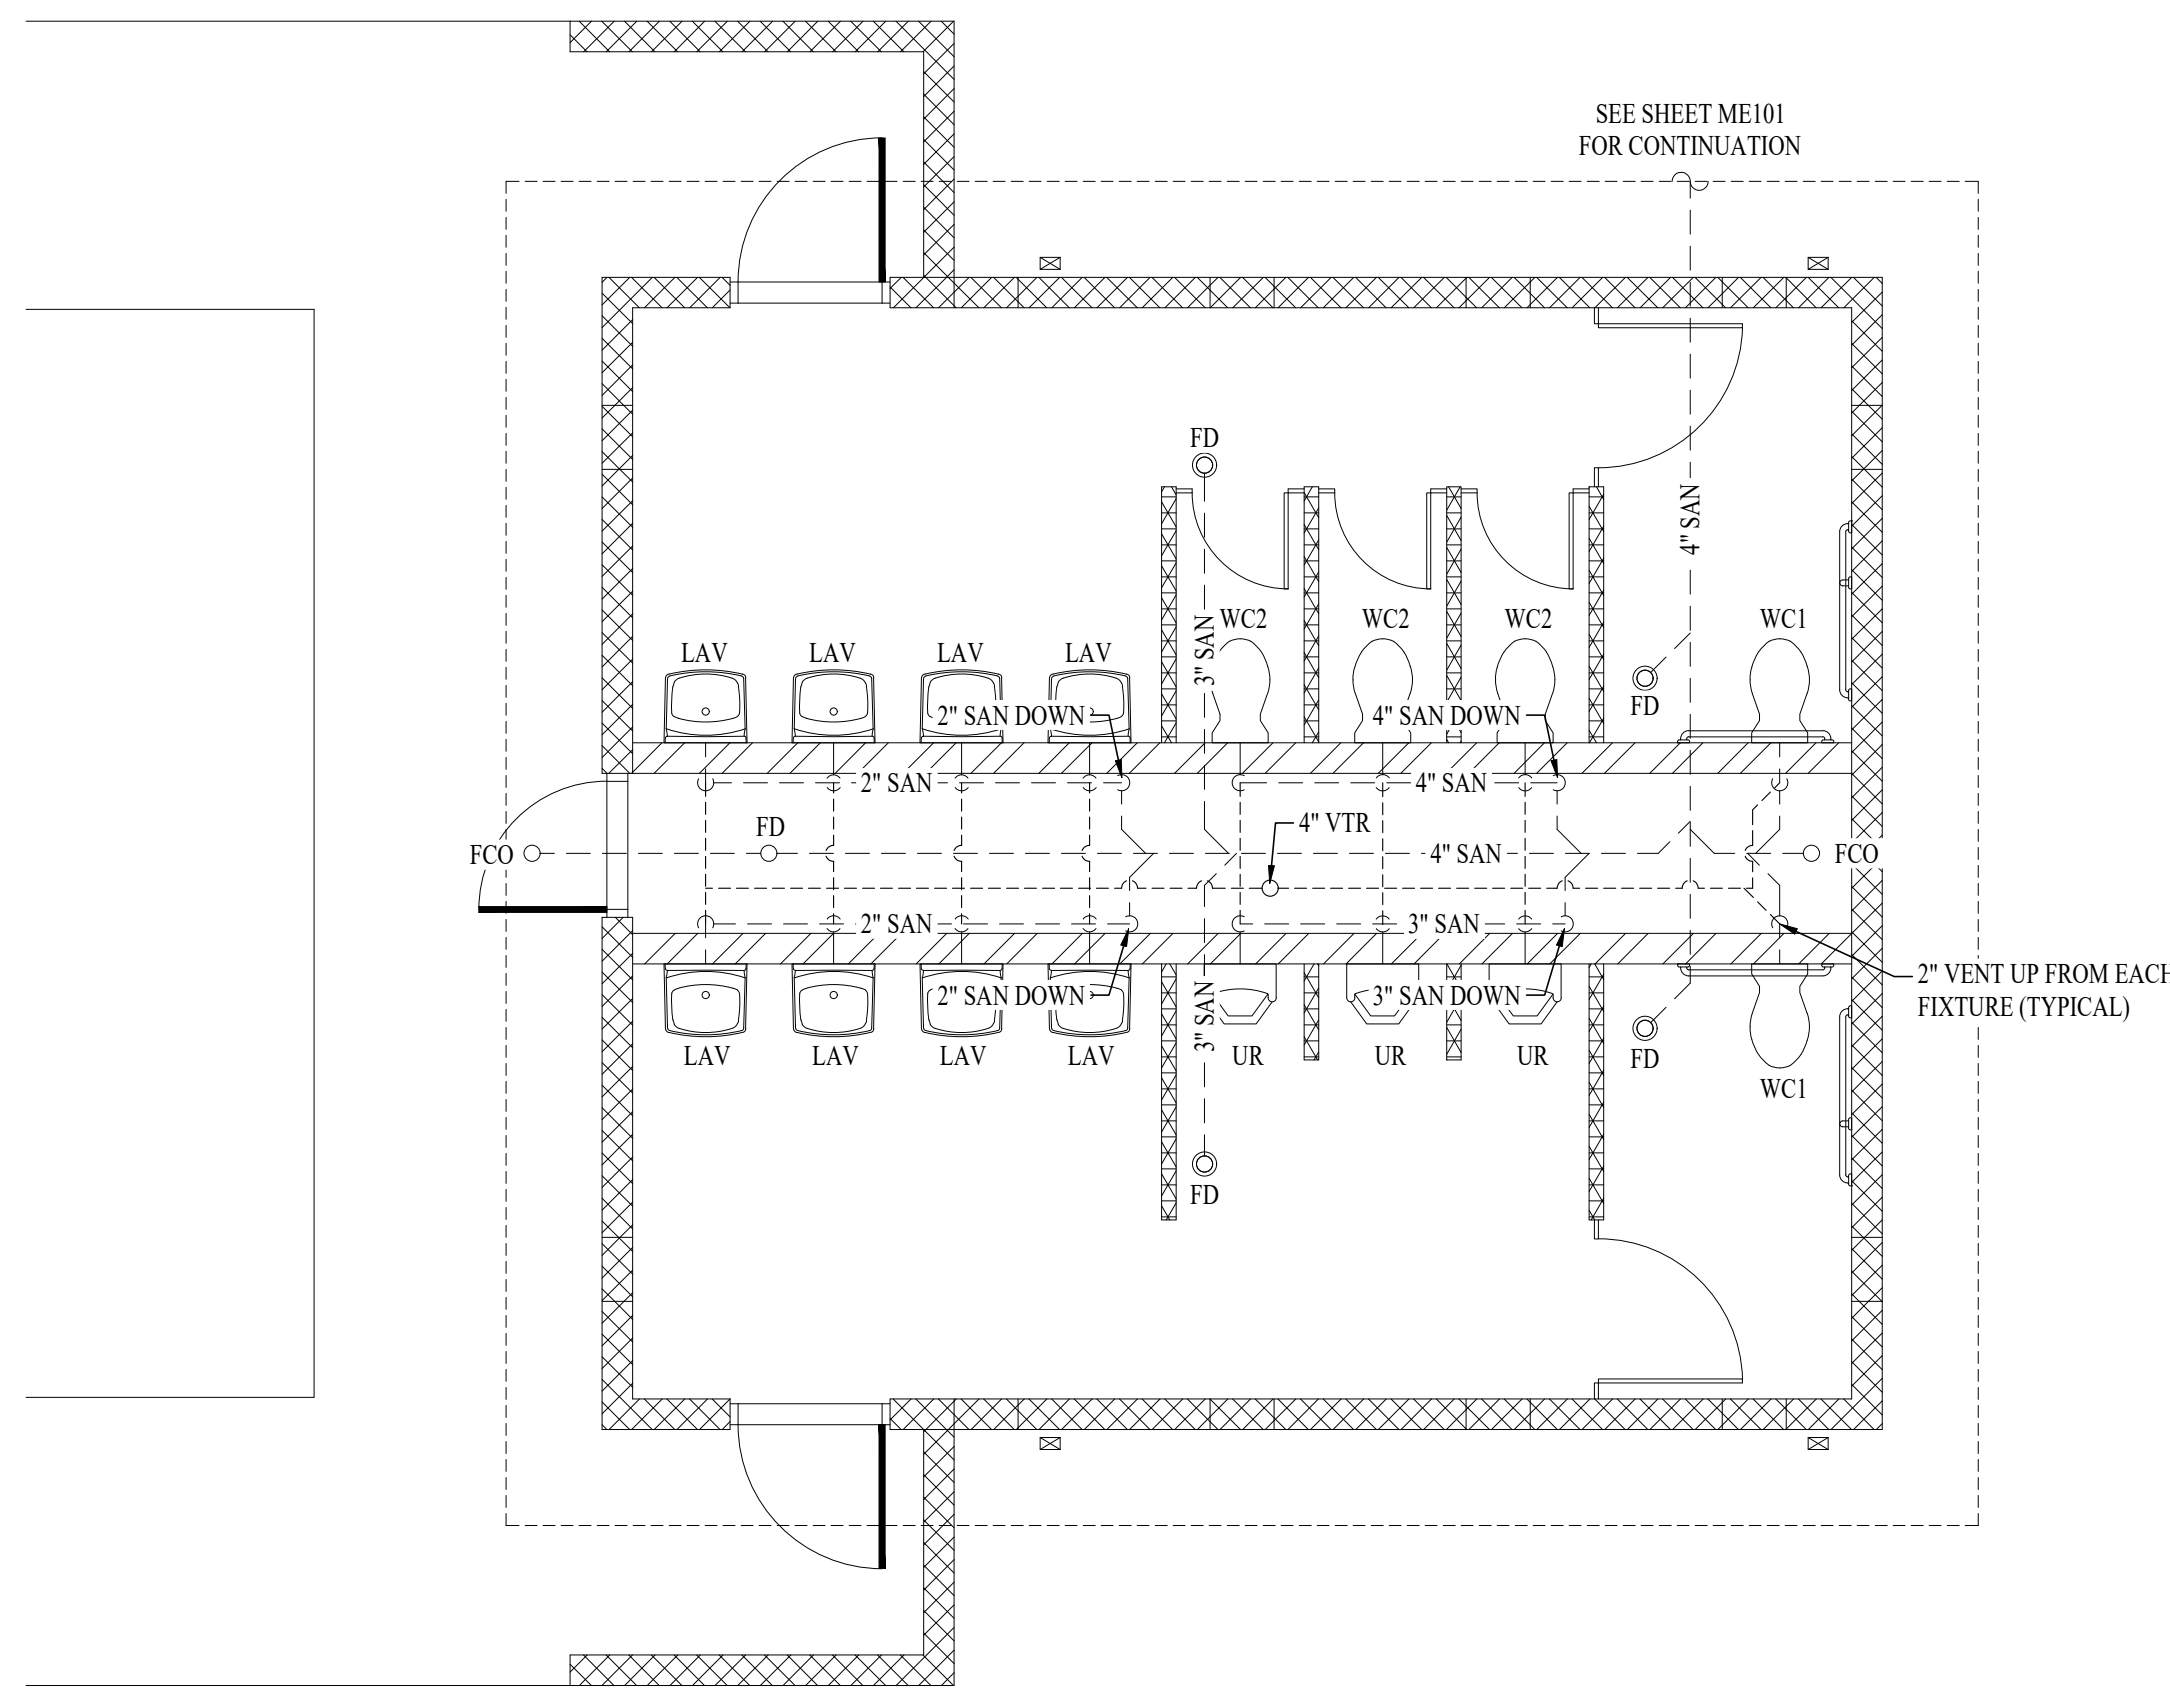 SEE SHEET ME101
FOR CONTINUATION
FD
4" SAN
3" SAN
WC2
WC2
WC2
WC1
LAV
LAV
LAV
LAV
FD
2" SAN DOWN
4" SAN DOWN
2" SAN
4" SAN
FD
4" VTR
FCO
4" SAN
FCO
2" SAN
3" SAN
2" VENT UP FROM EACH
FIXTURE (TYPICAL)
2" SAN DOWN
3" SAN
3" SAN DOWN
LAV
LAV
LAV
LAV
UR
UR
UR
FD
WC1
FD